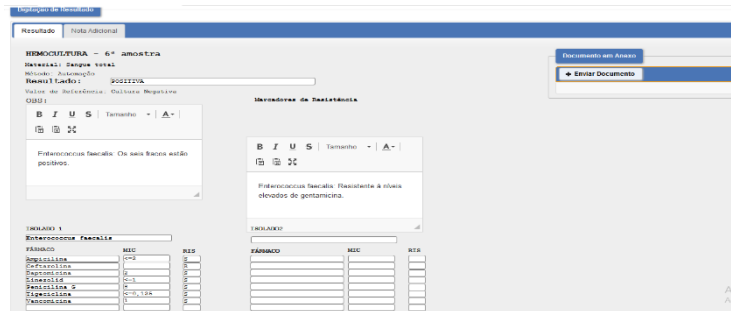 Digitação de Resultado
Resultado Nota Adicional
HEMOCULTURA - 6ª amostra
Material: Sangue total
Método: Automação
Resultado: POSITIVA
Valor de Referência: Cultura Negativa
OBS:
B I U S Tamanho A
Enterococcus faecalis: Os seis frascos estão
positivos.
Marcadores de Resistência
B I U S Tamanho A
Enterococcus faecalis: Resistente à níveis
elevados de gentamicina.
Documento em Anexo
+ Enviar Documento
ISOLADO 1
Enterococcus faecalis
FÁRMACO MIC RIS
Ampicilina <=2 S
Ceftarolina S
Daptomicina S
Linezolid S
Penicilina G S
Tigeciclina <=0,125 S
Vancomicina 1 S
ISOLADO2
FÁRMACO MIC RIS